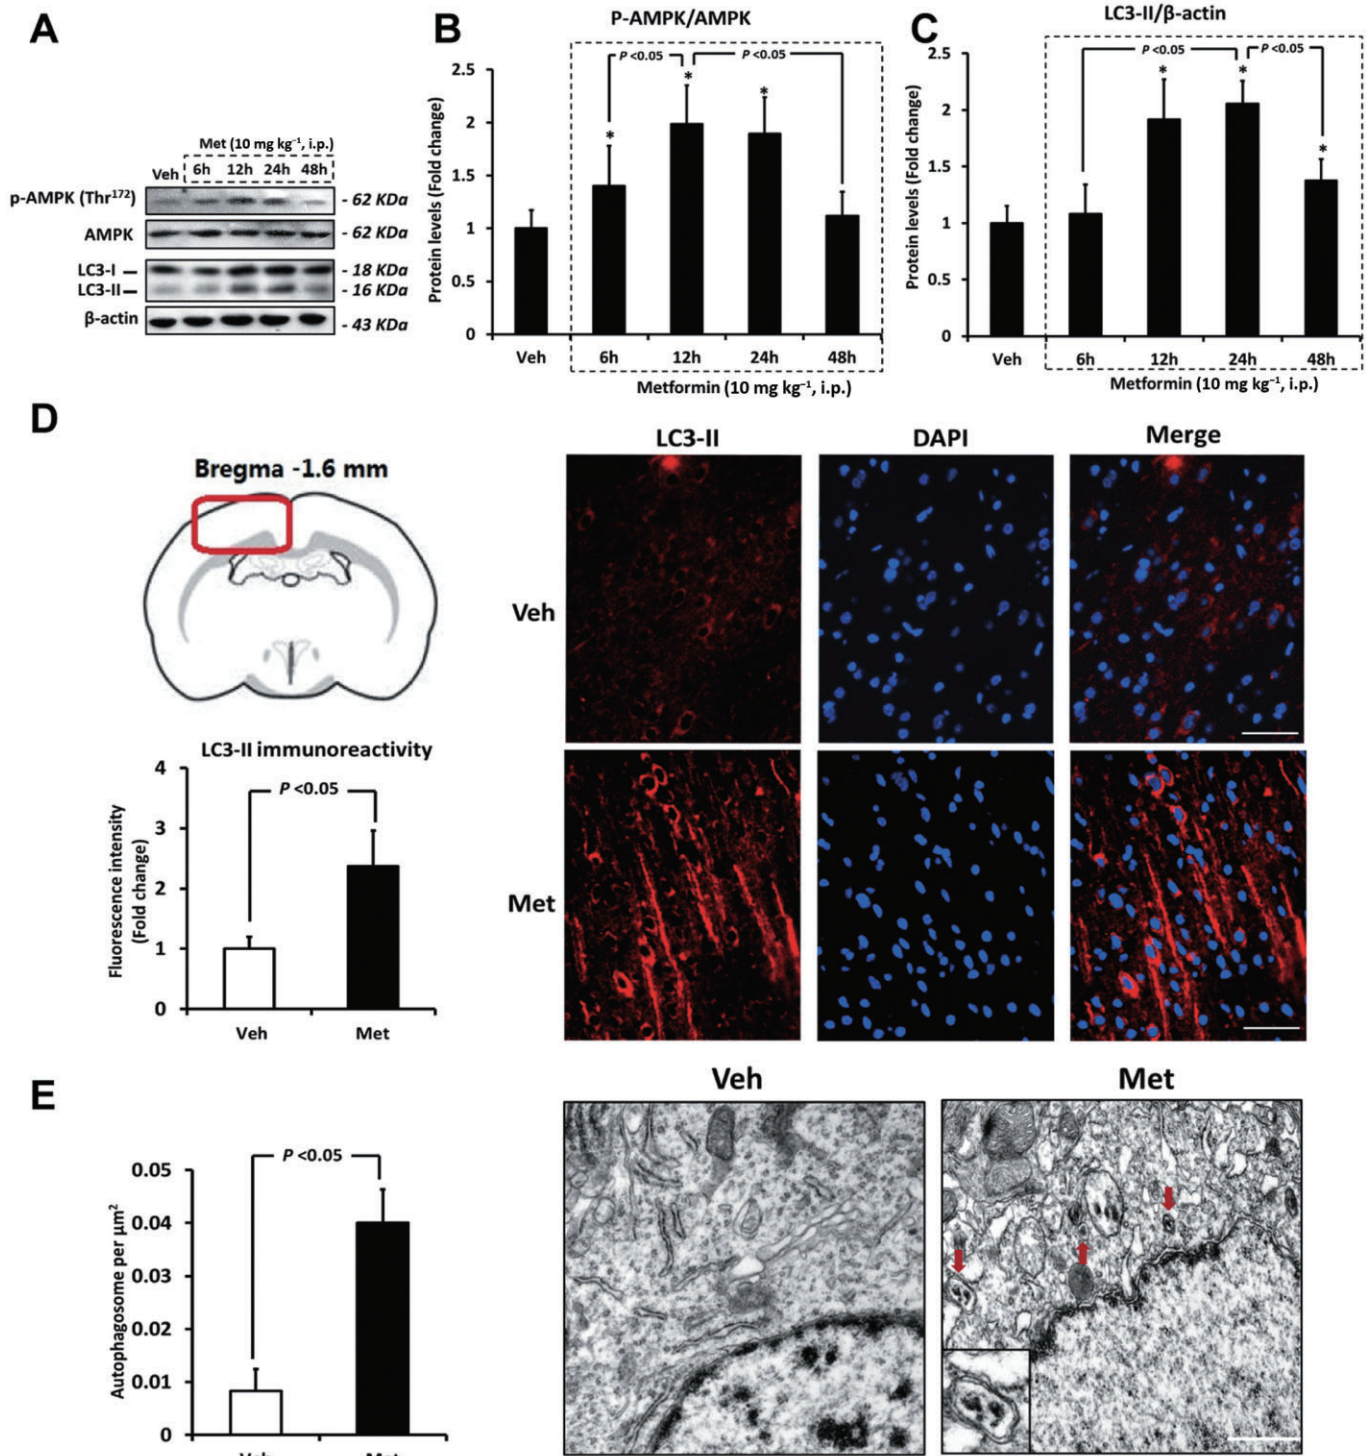 A
Met (10 mg kg⁻¹, i.p.)
Veh 6h 12h 24h 48h
p-AMPK (Thr¹⁷²) - 62 KDa
AMPK - 62 KDa
LC3-I - 18 KDa
LC3-II - 16 KDa
β-actin - 43 KDa
B
P-AMPK/AMPK
P <0.05 P <0.05
Protein levels (Fold change)
2.5
2
1.5
1
0.5
0
* * *
Veh 6h 12h 24h 48h
Metformin (10 mg kg⁻¹, i.p.)
C
LC3-II/β-actin
P <0.05 P <0.05
Protein levels (Fold change)
2.5
2
1.5
1
0.5
0
* * *
Veh 6h 12h 24h 48h
Metformin (10 mg kg⁻¹, i.p.)
D
Bregma -1.6 mm
LC3-II immunoreactivity
P <0.05
Fluorescence intensity
(Fold change)
4
3
2
1
0
Veh Met
LC3-II DAPI Merge
Veh
Met
E
P <0.05
Autophagosome per μm²
0.05
0.04
0.03
0.02
0.01
0
Veh Met
Veh Met